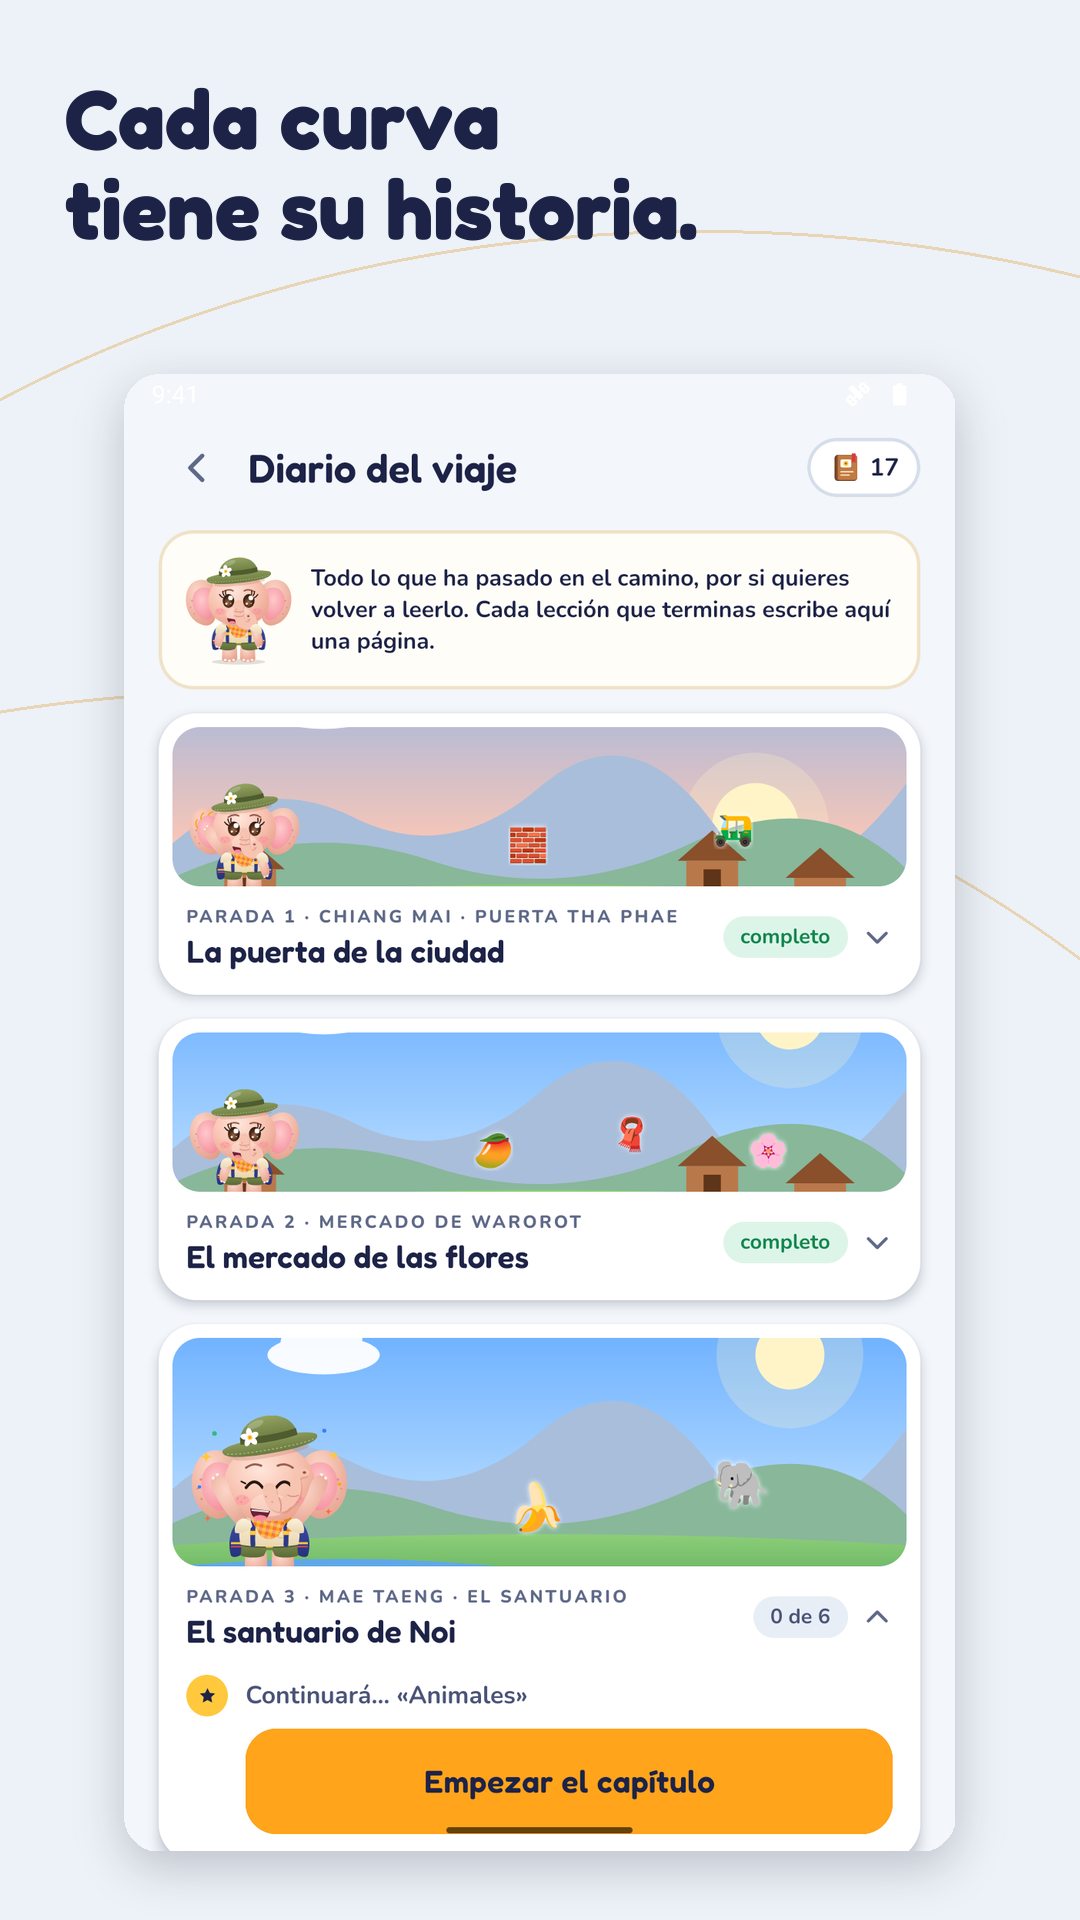 Cada curva
tiene su historia.
9:41
Diario del viaje
17
Todo lo que ha pasado en el camino, por si quieres
volver a leerlo. Cada lección que terminas escribe aquí
una página.
PARADA 1 · CHIANG MAI · PUERTA THA PHAE
La puerta de la ciudad
completo
PARADA 2 · MERCADO DE WAROROT
El mercado de las flores
completo
PARADA 3 · MAE TAENG · EL SANTUARIO
El santuario de Noi
0 de 6
Continuará... «Animales»
Empezar el capítulo